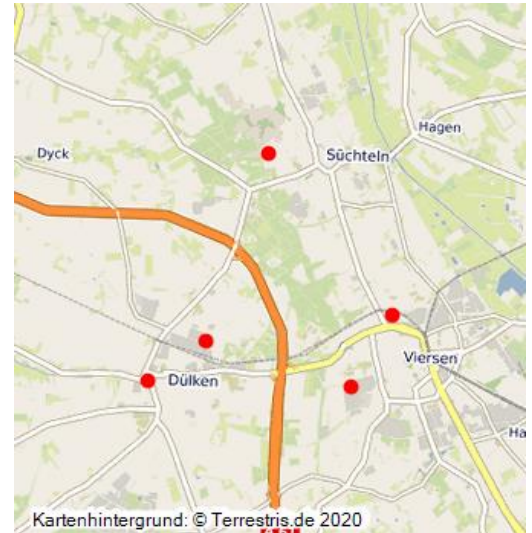 Hagen
Dyck
Süchteln
Viersen
Dülken
Ha
Kartenhintergrund: © Terrestris.de 2020